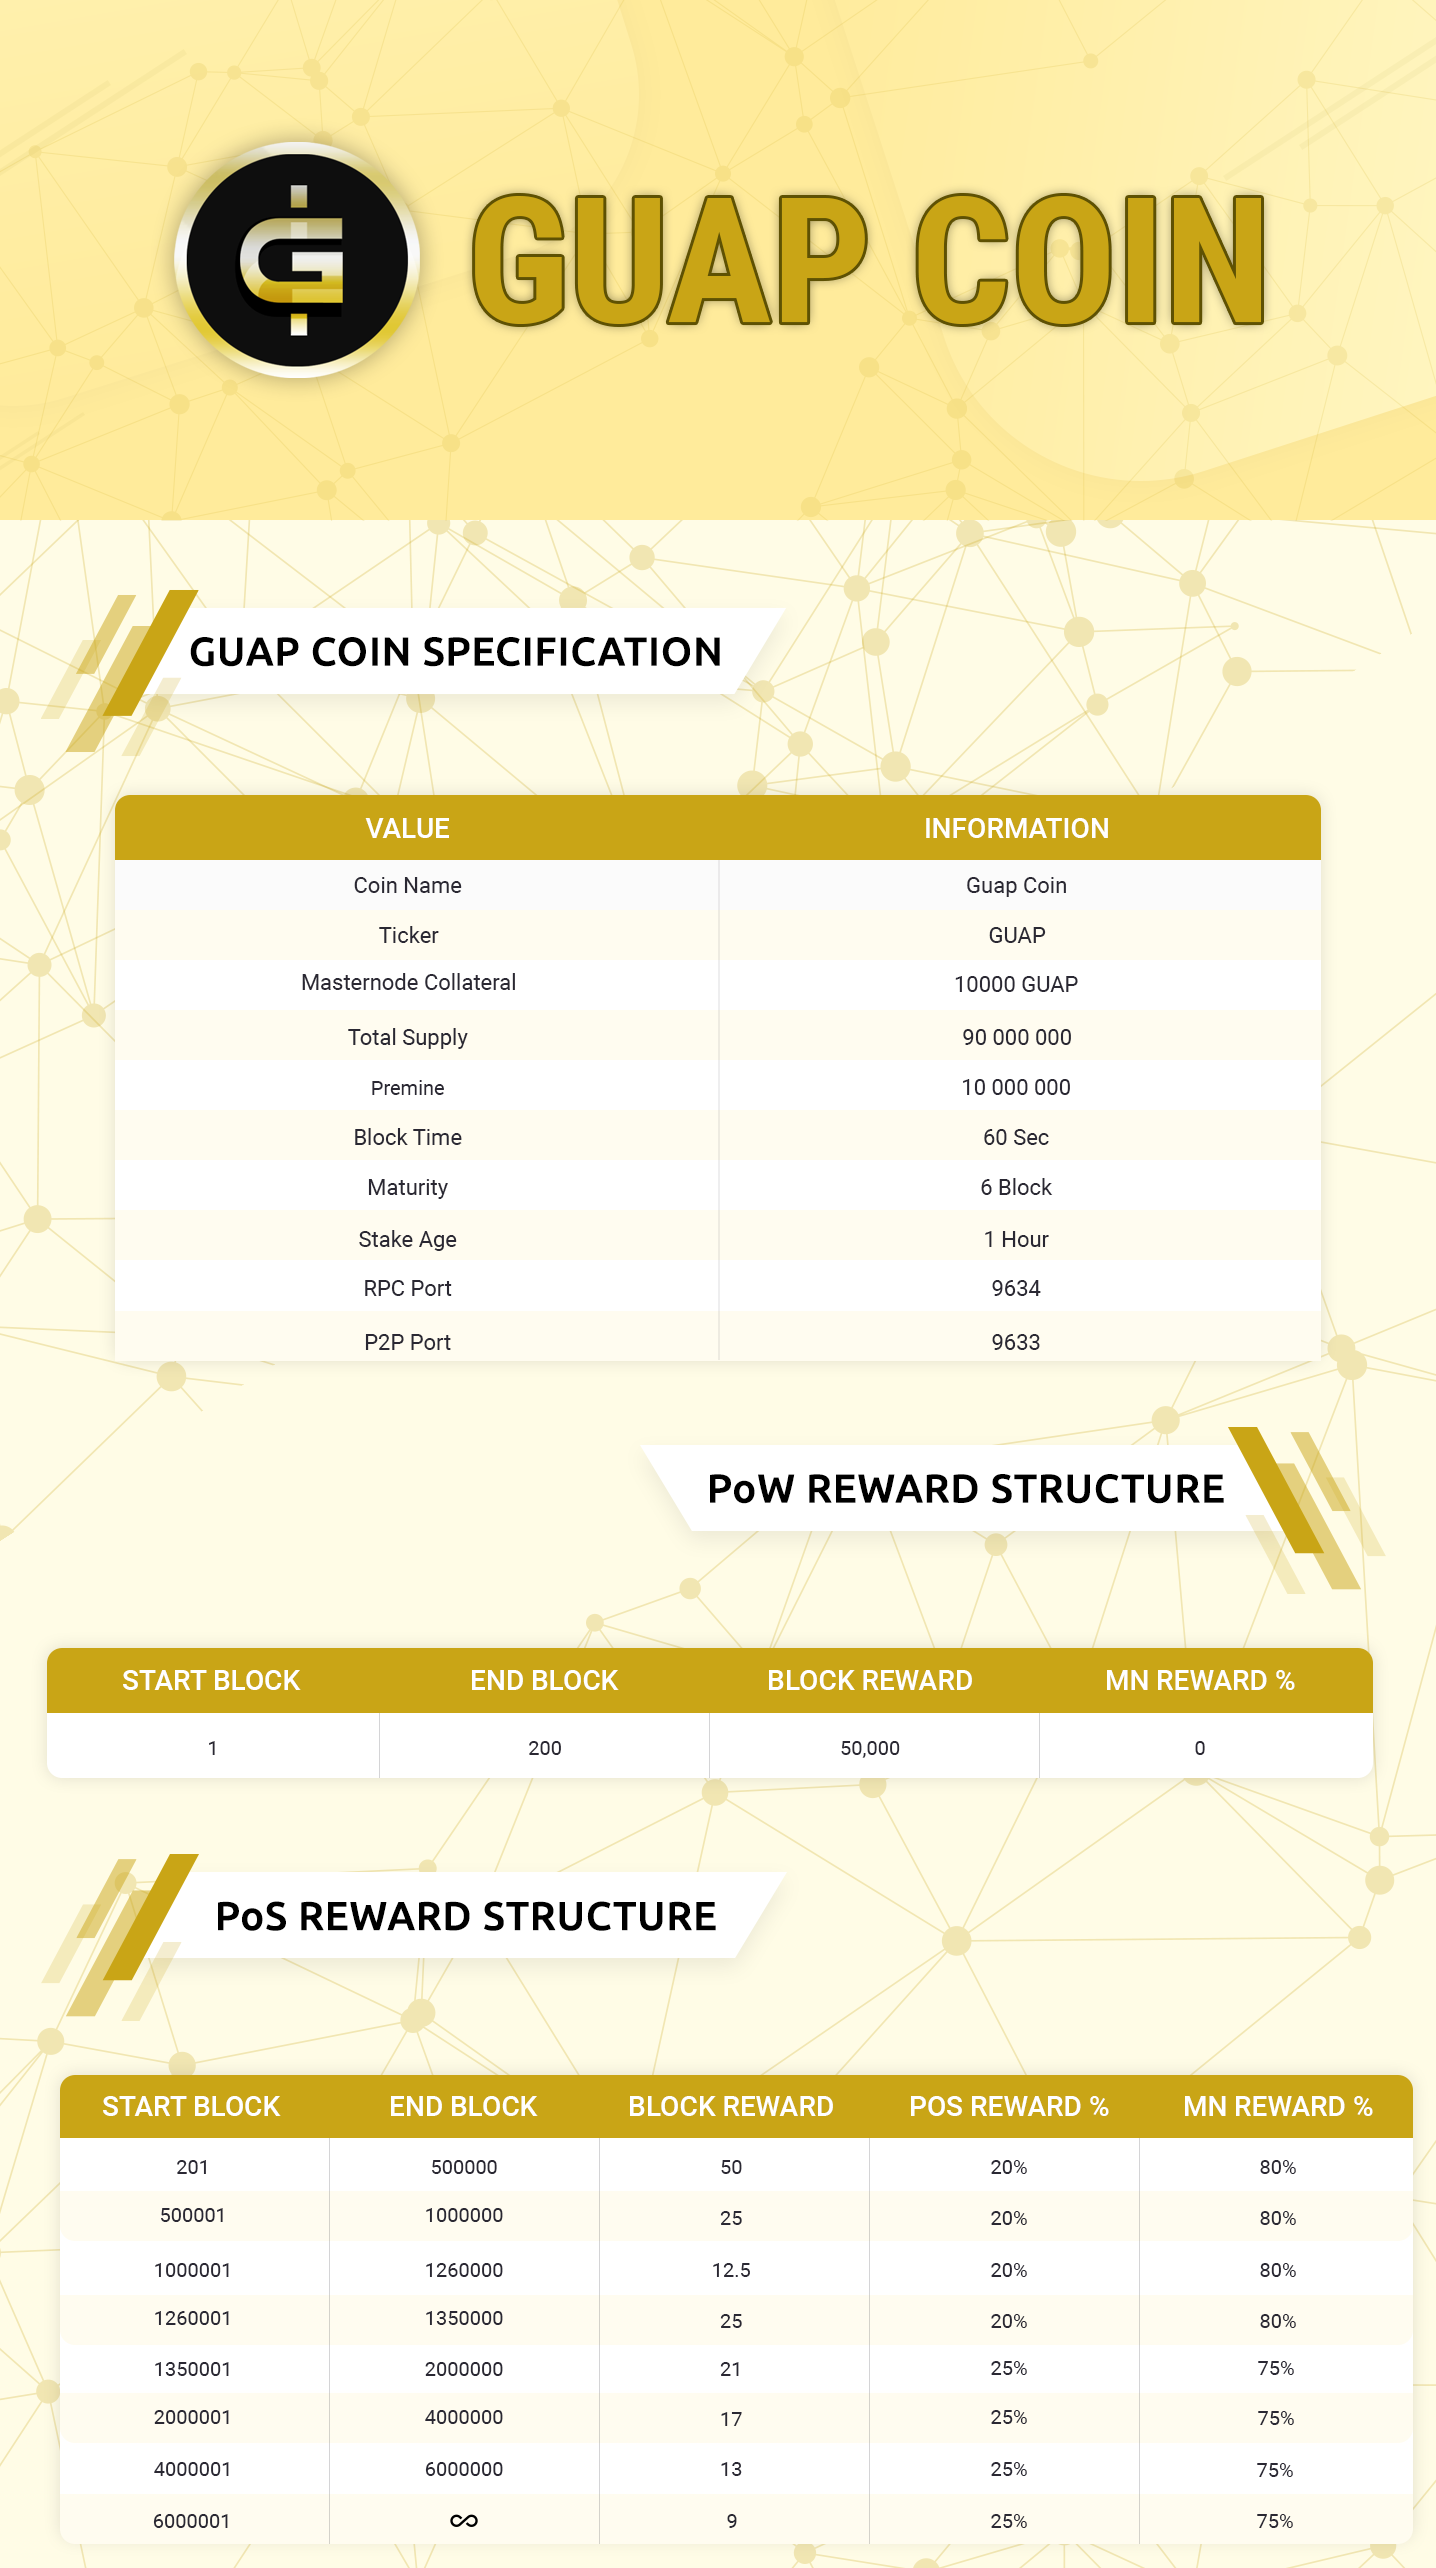 GUAP COIN
GUAP COIN SPECIFICATION
VALUE INFORMATION
Coin Name Guap Coin
Ticker GUAP
Masternode Collateral 10000 GUAP
Total Supply 90 000 000
Premine 10 000 000
Block Time 60 Sec
Maturity 6 Block
Stake Age 1 Hour
RPC Port 9634
P2P Port 9633
PoW REWARD STRUCTURE
START BLOCK END BLOCK BLOCK REWARD MN REWARD %
1 200 50,000 0
PoS REWARD STRUCTURE
START BLOCK END BLOCK BLOCK REWARD POS REWARD % MN REWARD %
201 500000 50 20% 80%
500001 1000000 25 20% 80%
1000001 1260000 12.5 20% 80%
1260001 1350000 25 20% 80%
1350001 2000000 21 25% 75%
2000001 4000000 17 25% 75%
4000001 6000000 13 25% 75%
6000001 ∞ 9 25% 75%